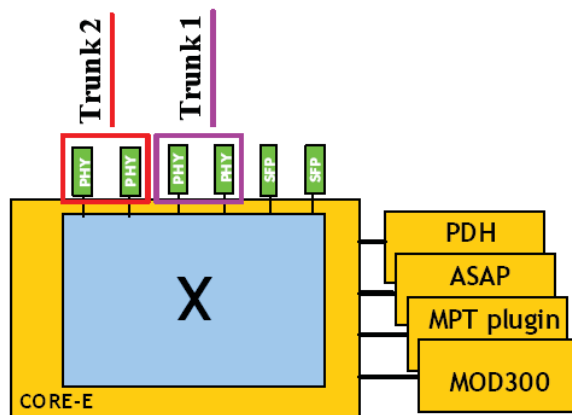 Trunk 2
Trunk 1
PHY
PHY
PHY
PHY
SFP
SFP
X
PDH
ASAP
MPT plugin
MOD300
CORE-E